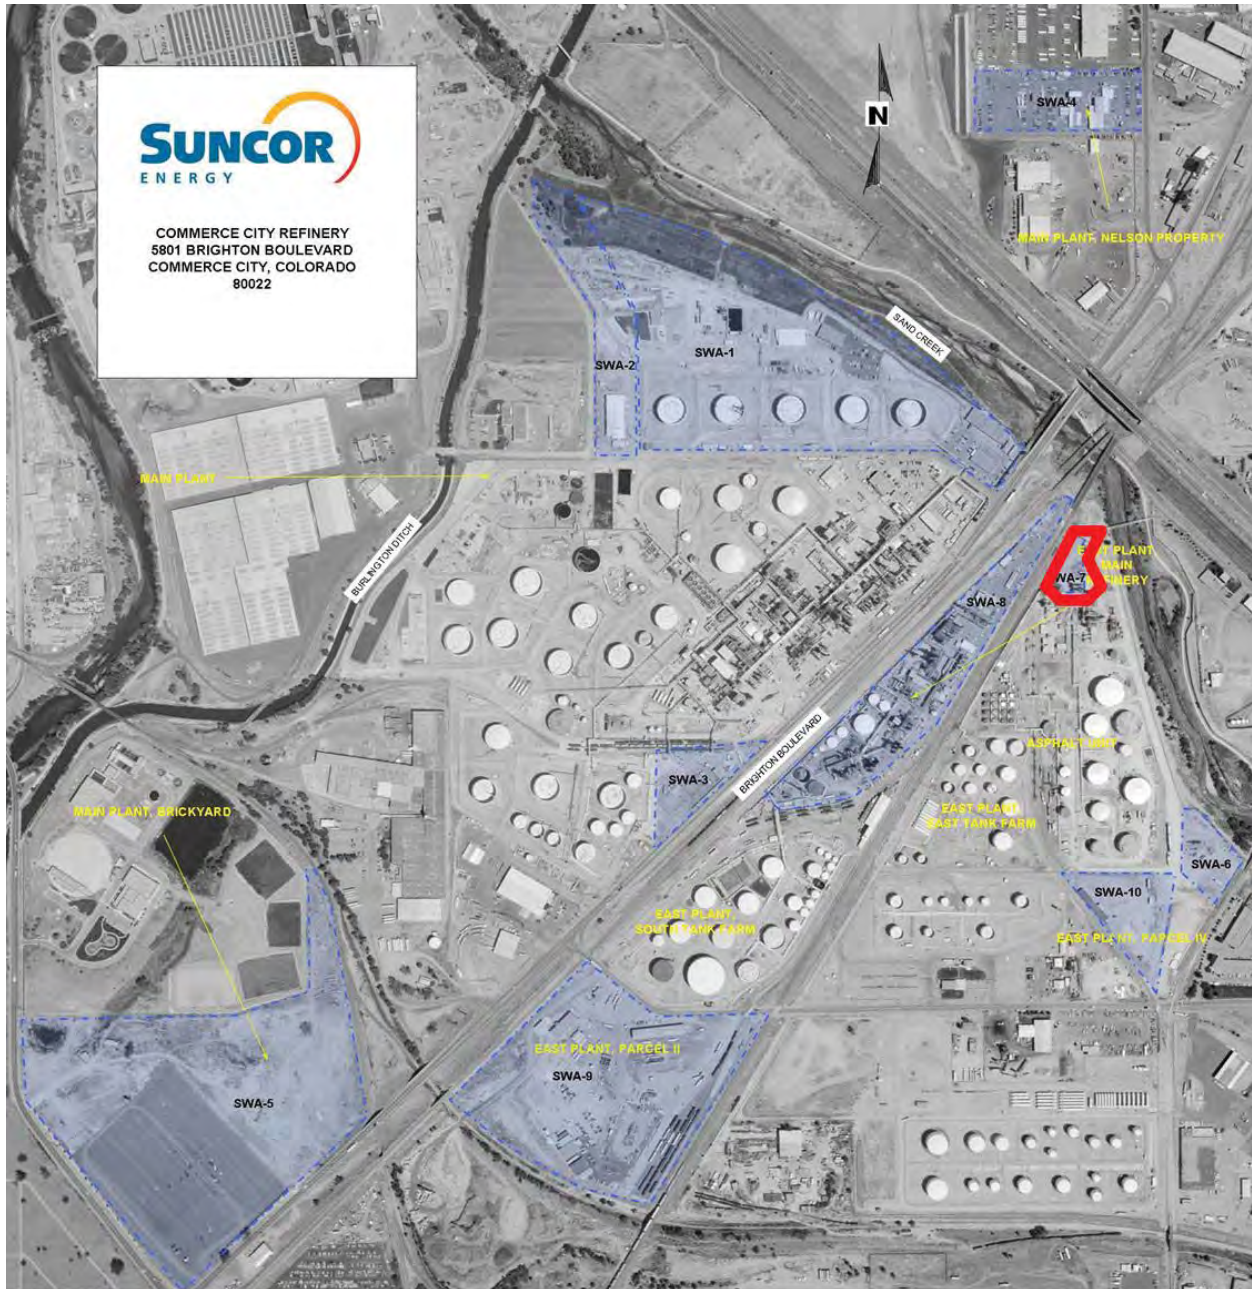 SUNCOR
ENERGY
COMMERCE CITY REFINERY
5801 BRIGHTON BOULEVARD
COMMERCE CITY, COLORADO
80022
N
SWA-4
MAIN PLANT, NELSON PROPERTY
SAND CREEK
SWA-1
SWA-2
MAIN PLANT
BURLINGTON DITCH
EAST PLANT
MAIN
REFINERY
WA-7
SWA-8
BRIGHTON BOULEVARD
SWA-3
ASPHALT UNIT
MAIN PLANT, BRICKYARD
EAST PLANT,
EAST TANK FARM
SWA-6
SWA-10
EAST PLANT,
SOUTH TANK FARM
EAST PLANT, PARCEL IV
EAST PLANT, PARCEL II
SWA-9
SWA-5